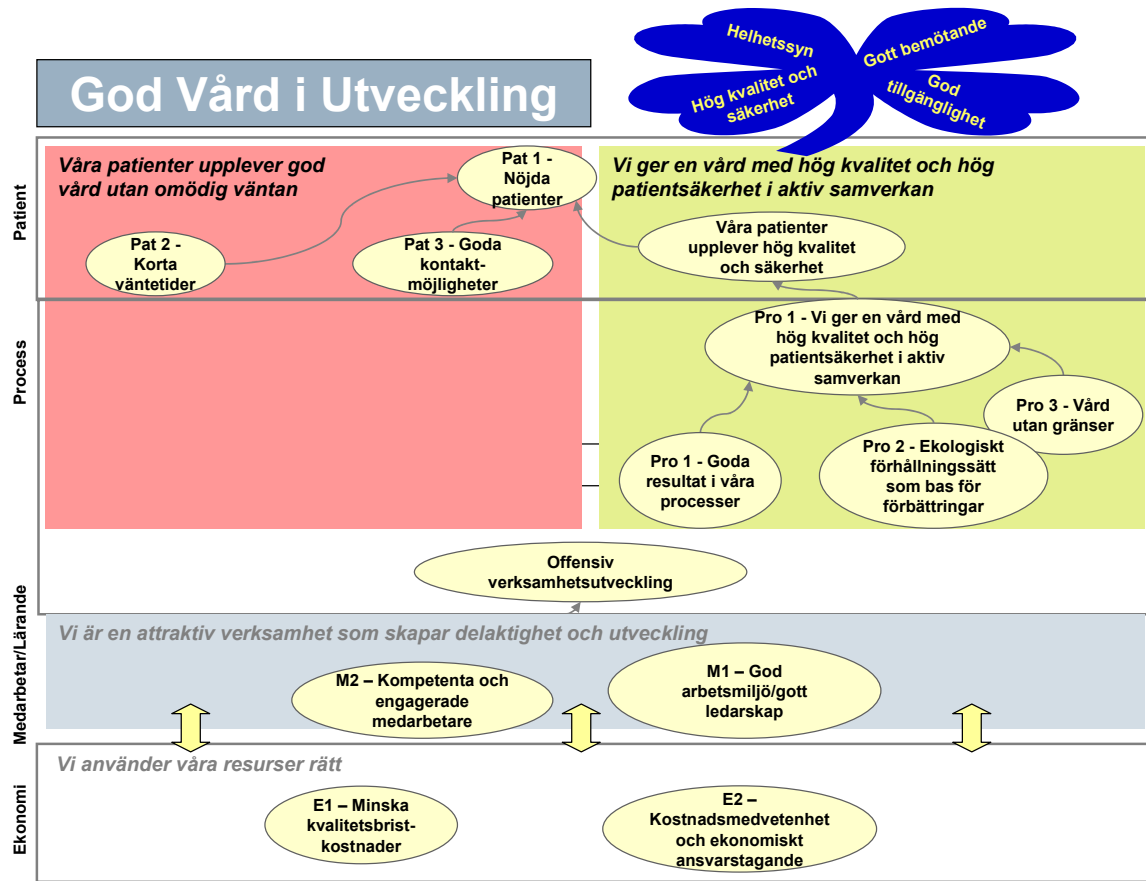 Helhetssyn
Gott bemötande
Hög kvalitet och
säkerhet
God
tillgänglighet
God Vård i Utveckling
Patient
Våra patienter upplever god
vård utan omödig väntan
Pat 1 -
Nöjda
patienter
Vi ger en vård med hög kvalitet och hög
patientsäkerhet i aktiv samverkan
Pat 2 -
Korta
väntetider
Pat 3 - Goda
kontakt-
möjligheter
Våra patienter
upplever hög kvalitet
och säkerhet
Process
Pro 1 - Vi ger en vård med
hög kvalitet och hög
patientsäkerhet i aktiv
samverkan
Pro 3 - Vård
utan gränser
Pro 1 - Goda
resultat i våra
processer
Pro 2 - Ekologiskt
förhållningssätt
som bas för
förbättringar
Offensiv
verksamhetsutveckling
Medarbetar/Lärande
Vi är en attraktiv verksamhet som skapar delaktighet och utveckling
M2 – Kompetenta och
engagerade
medarbetare
M1 – God
arbetsmiljö/gott
ledarskap
Ekonomi
Vi använder våra resurser rätt
E1 – Minska
kvalitetsbrist-
kostnader
E2 –
Kostnadsmedvetenhet
och ekonomiskt
ansvarstagande